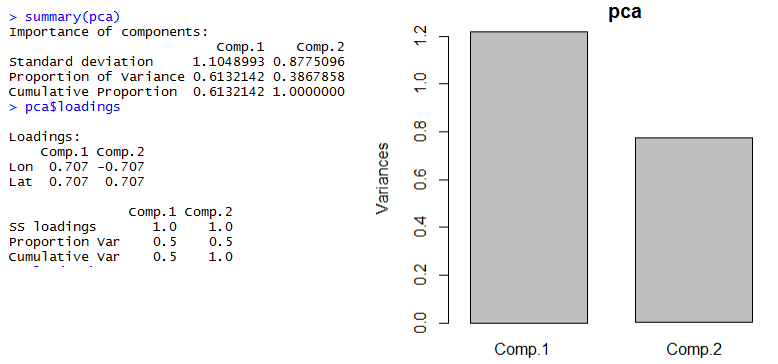 > summary(pca)
Importance of components:
                          Comp.1    Comp.2
Standard deviation     1.1048993 0.8775096
Proportion of Variance 0.6132142 0.3867858
Cumulative Proportion  0.6132142 1.0000000
> pca$loadings
Loadings:
    Comp.1 Comp.2
Lon  0.707 -0.707
Lat  0.707  0.707
               Comp.1 Comp.2
SS loadings       1.0    1.0
Proportion Var    0.5    0.5
Cumulative Var    0.5    1.0
pca
Variances
1.2
1.0
0.8
0.6
0.4
0.2
0.0
Comp.1 Comp.2